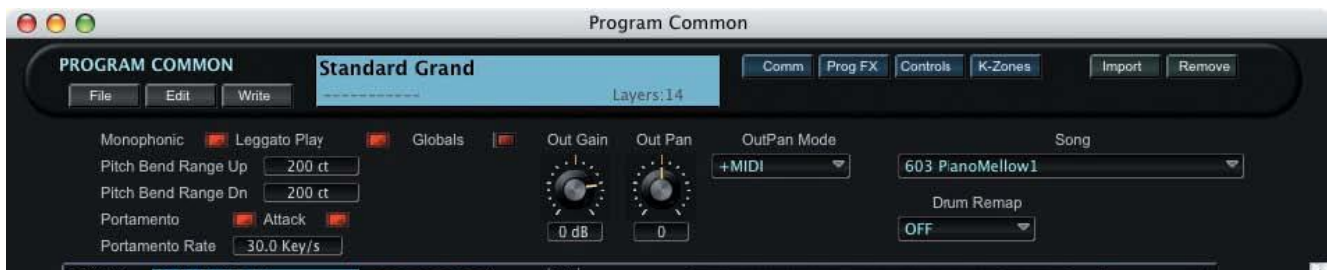 Program Common
PROGRAM COMMON
File Edit Write
Standard Grand
-----------
Layers:14
Comm Prog FX Controls K-Zones Import Remove
Monophonic Leggato Play Globals
Pitch Bend Range Up 200 ct
Pitch Bend Range Dn 200 ct
Portamento Attack
Portamento Rate 30.0 Key/s
Out Gain
0 dB
Out Pan
0
OutPan Mode
+MIDI
Song
603 PianoMellow1
Drum Remap
OFF